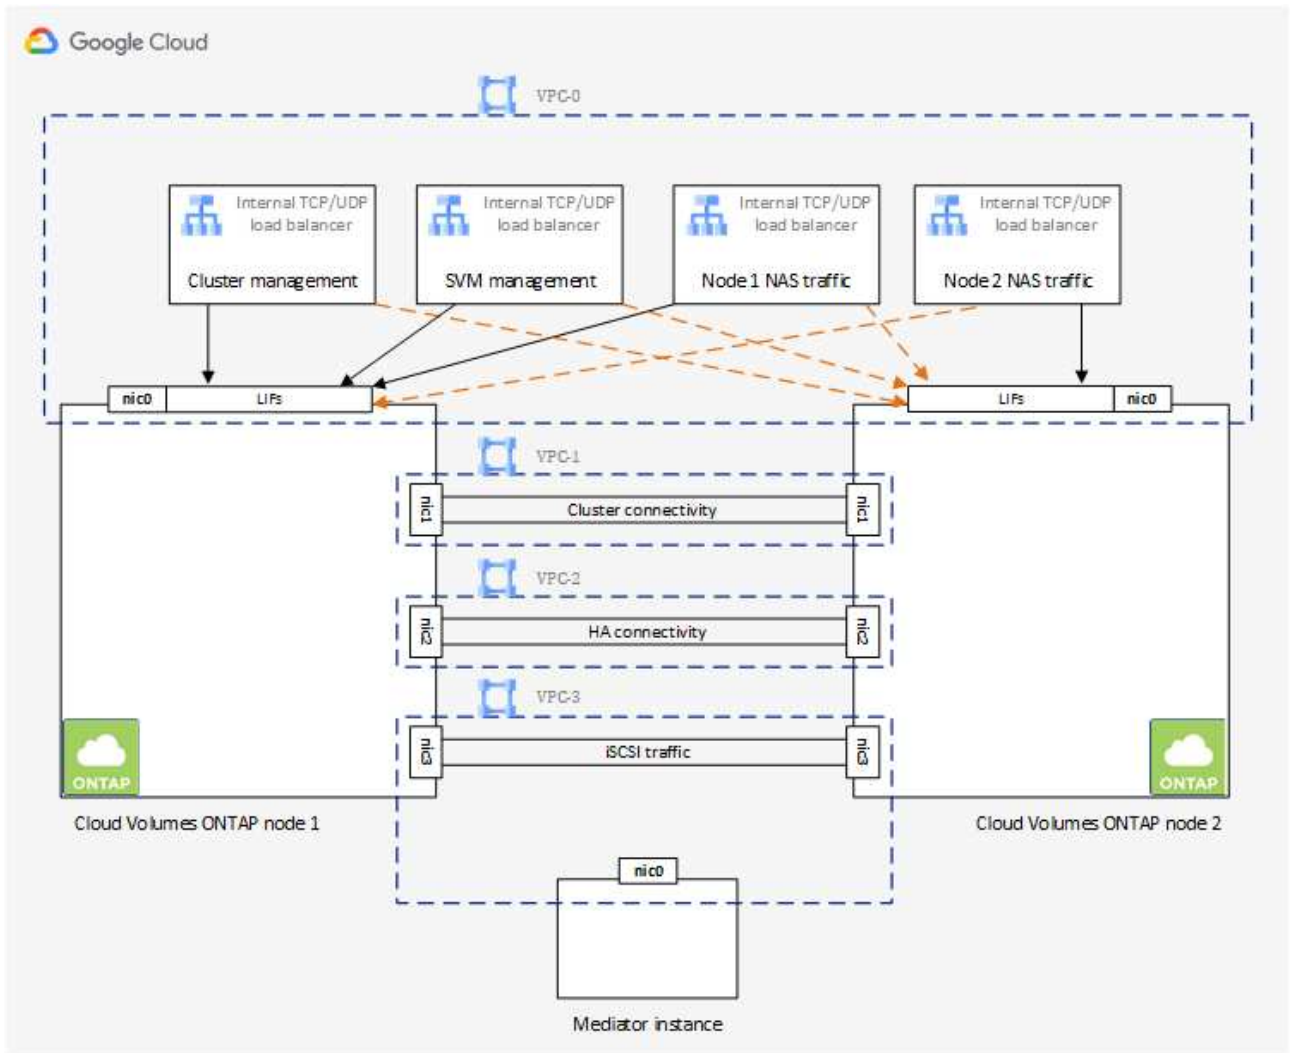 Google Cloud
VPC-0
Internal TCP/UDP
load balancer
Cluster management
Internal TCP/UDP
load balancer
SVM management
Internal TCP/UDP
load balancer
Node 1 NAS traffic
Internal TCP/UDP
load balancer
Node 2 NAS traffic
nic0
LIFs
LIFs
nic0
VPC-1
nic1
Cluster connectivity
nic1
VPC-2
nic2
HA connectivity
nic2
VPC-3
nic3
iSCSI traffic
nic3
ONTAP
ONTAP
Cloud Volumes ONTAP node 1
Cloud Volumes ONTAP node 2
nic0
Mediator instance